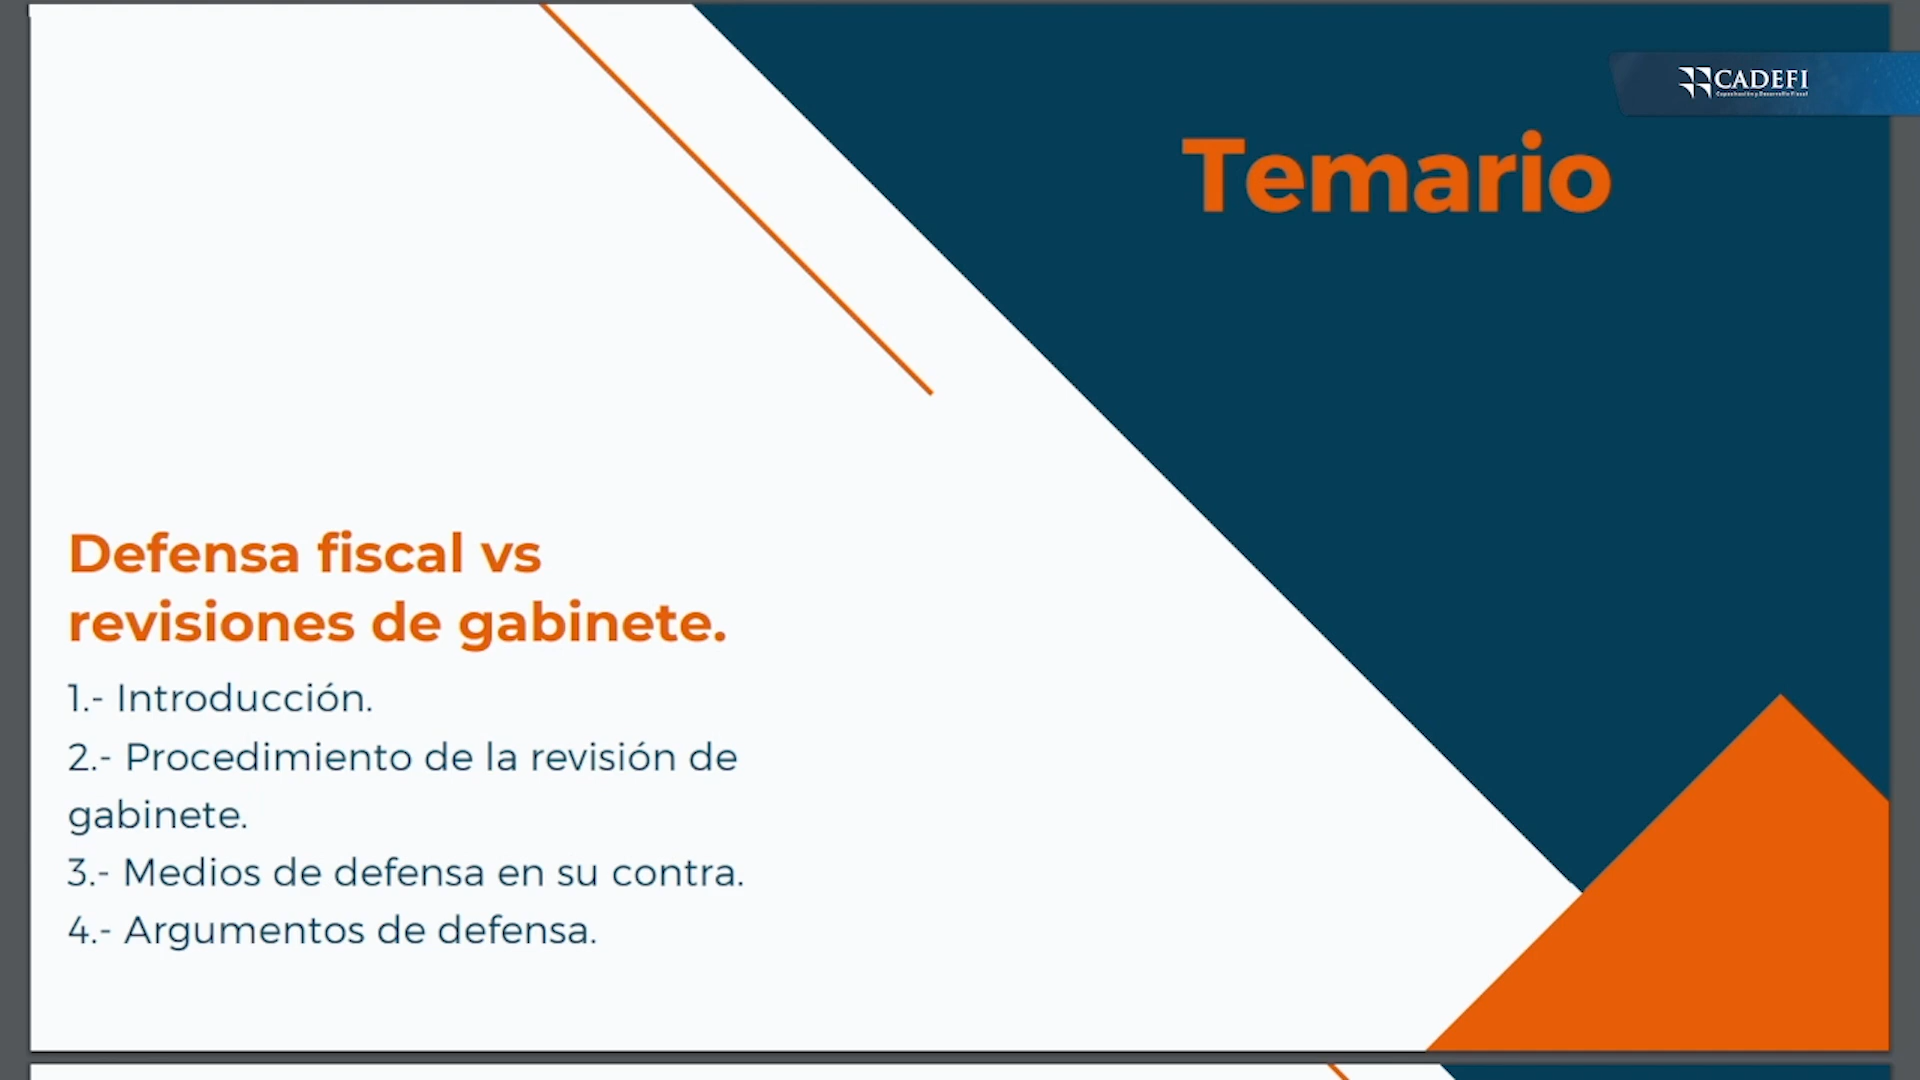 CADEFI
Temario
Defensa fiscal vs
revisiones de gabinete.
1.- Introducción.
2.- Procedimiento de la revisión de
gabinete.
3.- Medios de defensa en su contra.
4.- Argumentos de defensa.